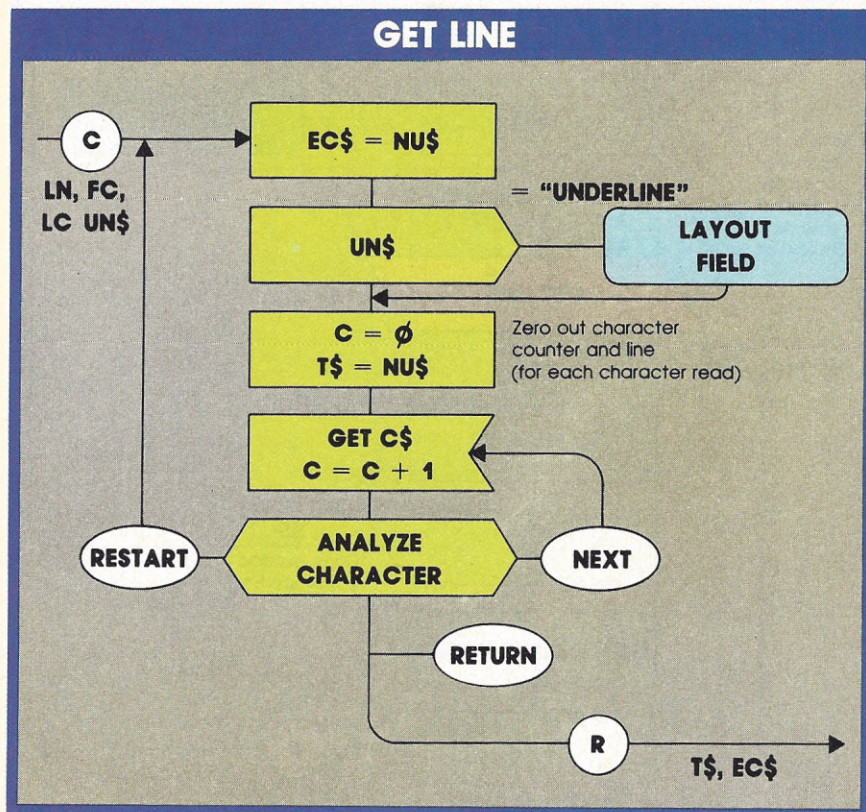 GET LINE
C
LN, FC,
LC UN$
EC$ = NU$
= “UNDERLINE”
UN$
LAYOUT
FIELD
C = ϕ
T$ = NU$
Zero out character
counter and line
(for each character read)
GET C$
C = C + 1
RESTART
ANALYZE
CHARACTER
NEXT
RETURN
R
T$, EC$